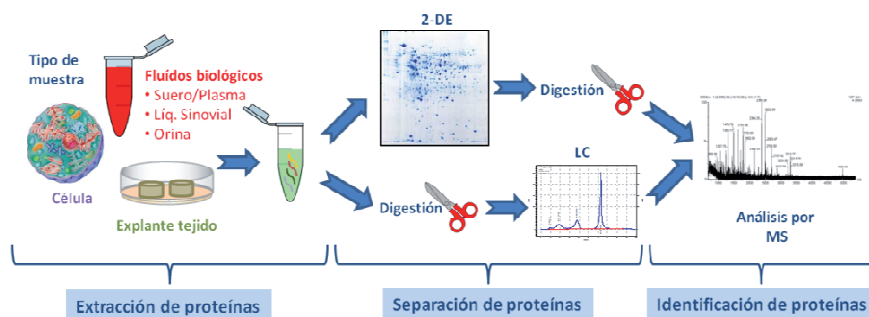 2-DE
Tipo de
muestra
Fluídos biológicos
• Suero/Plasma
• Líq. Sinovial
• Orina
Célula
Explante tejido
Digestión
LC
Digestión
Análisis por
MS
Extracción de proteínas
Separación de proteínas
Identificación de proteínas